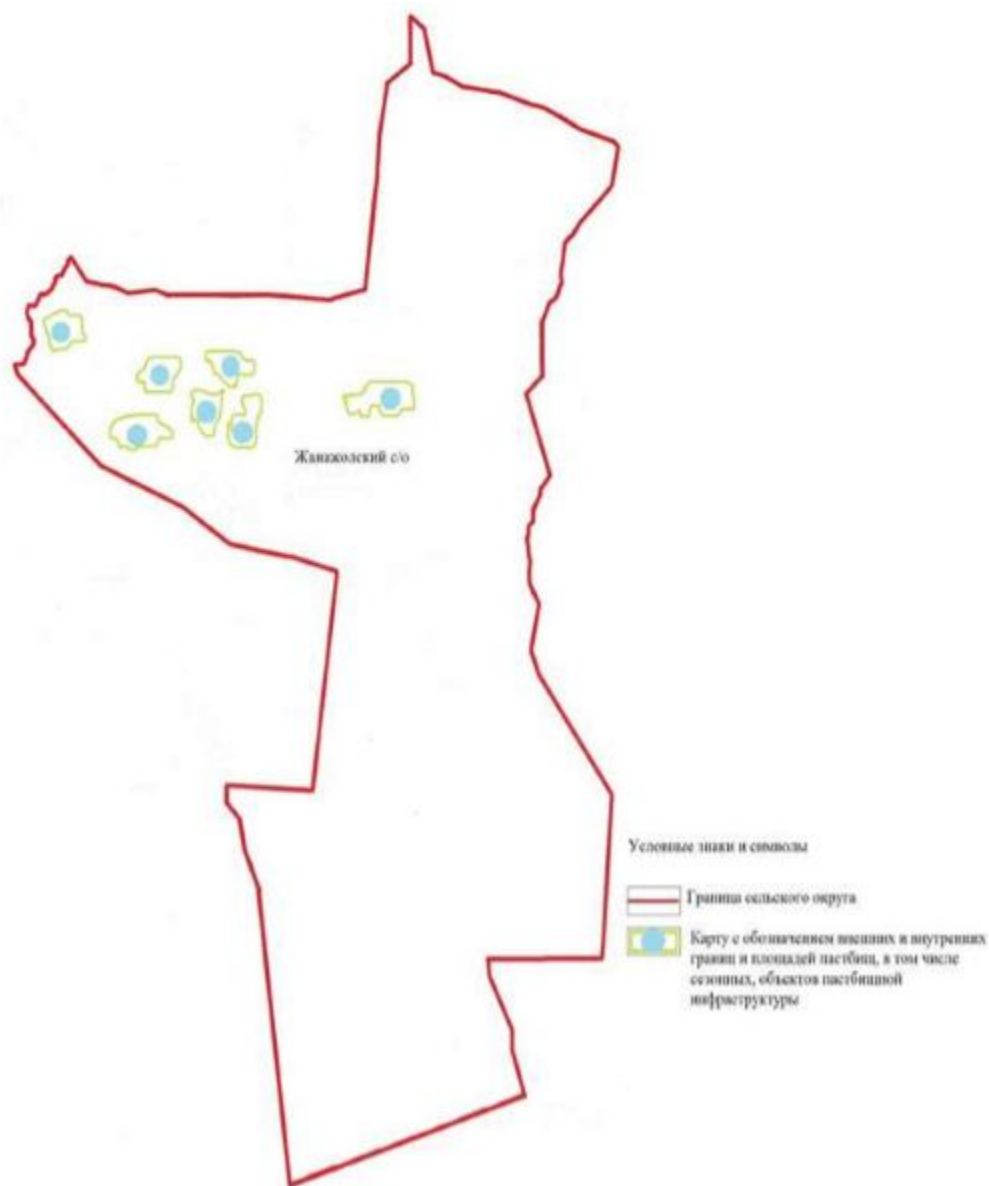 Жанажолский с/о
Условные знаки и символы
Граница сельского округа
Карту с обозначением внешних и внутренних
границ и площадей пастбищ, в том числе
сезонных, объектов пастбищной
инфраструктуры